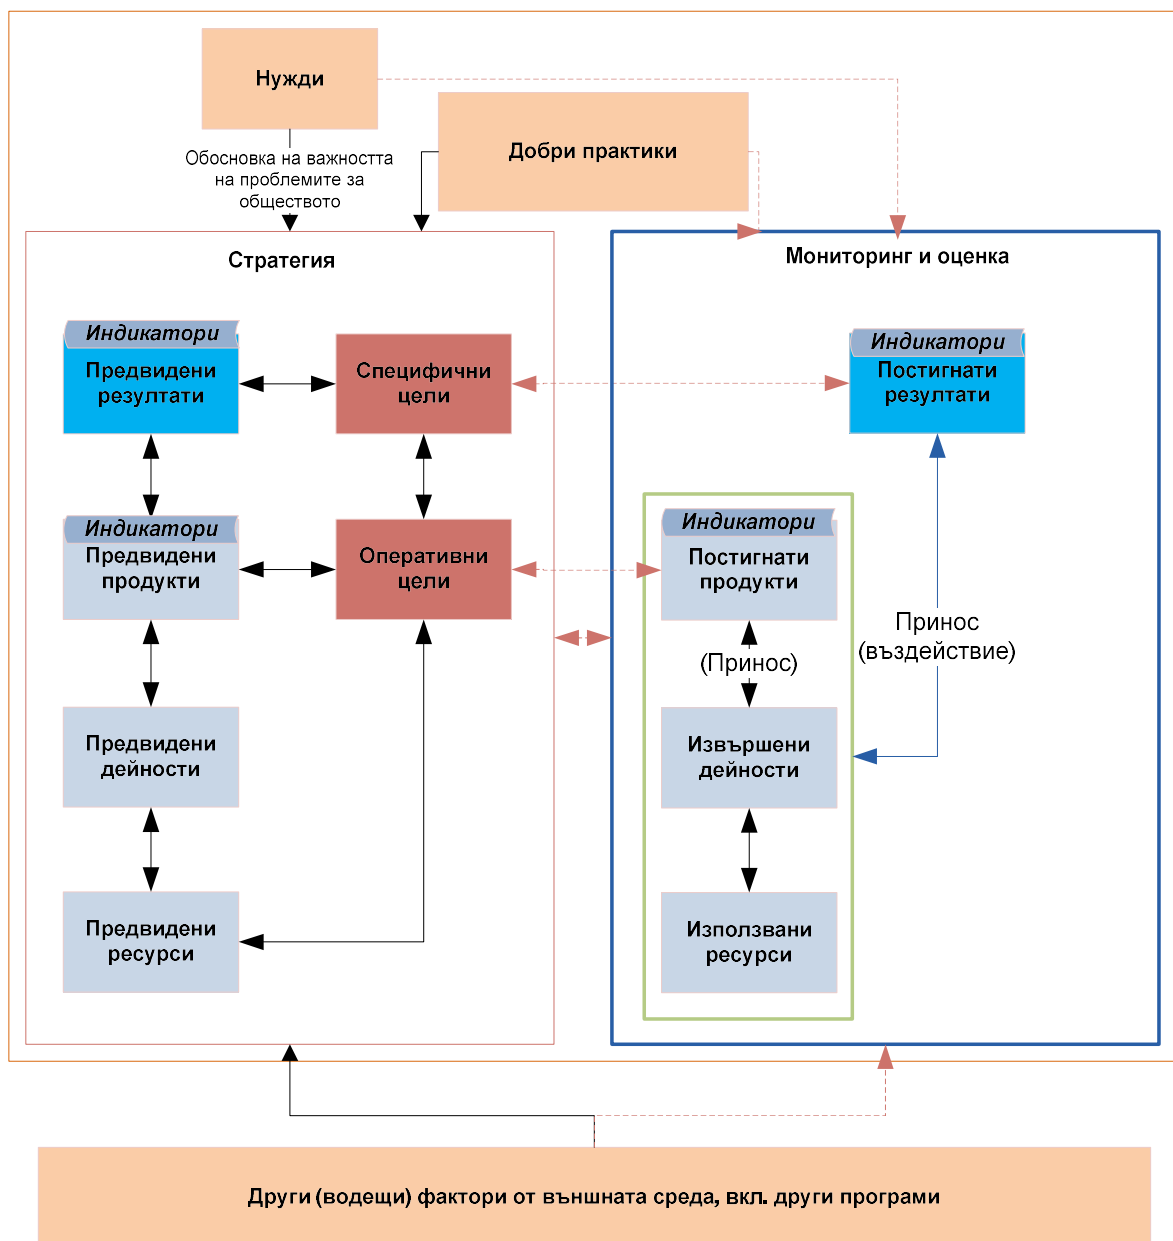 Нужди
Добри практики
Обосновка на важността
на проблемите за
обществото
Стратегия
Мониторинг и оценка
Индикатори
Предвидени
резултати
Специфични
цели
Индикатори
Постигнати
резултати
Индикатори
Предвидени
продукти
Оперативни
цели
Индикатори
Постигнати
продукти
Принос
(въздействие)
(Принос)
Предвидени
дейности
Извършени
дейности
Предвидени
ресурси
Използвани
ресурси
Други (водещи) фактори от външната среда, вкл. други програми